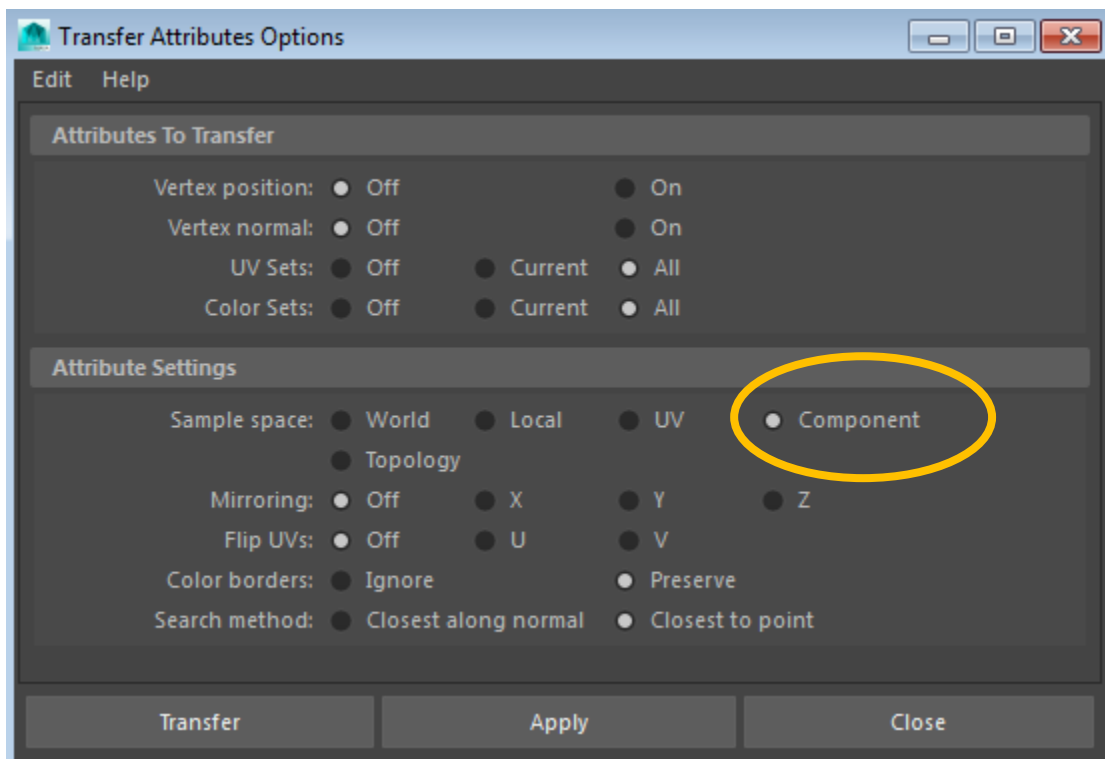 Transfer Attributes Options
Edit Help
Attributes To Transfer
Vertex position: Off On
Vertex normal: Off On
UV Sets: Off Current All
Color Sets: Off Current All
Attribute Settings
Sample space: World Local UV Component
Topology
Mirroring: Off X Y Z
Flip UVs: Off U V
Color borders: Ignore Preserve
Search method: Closest along normal Closest to point
Transfer Apply Close